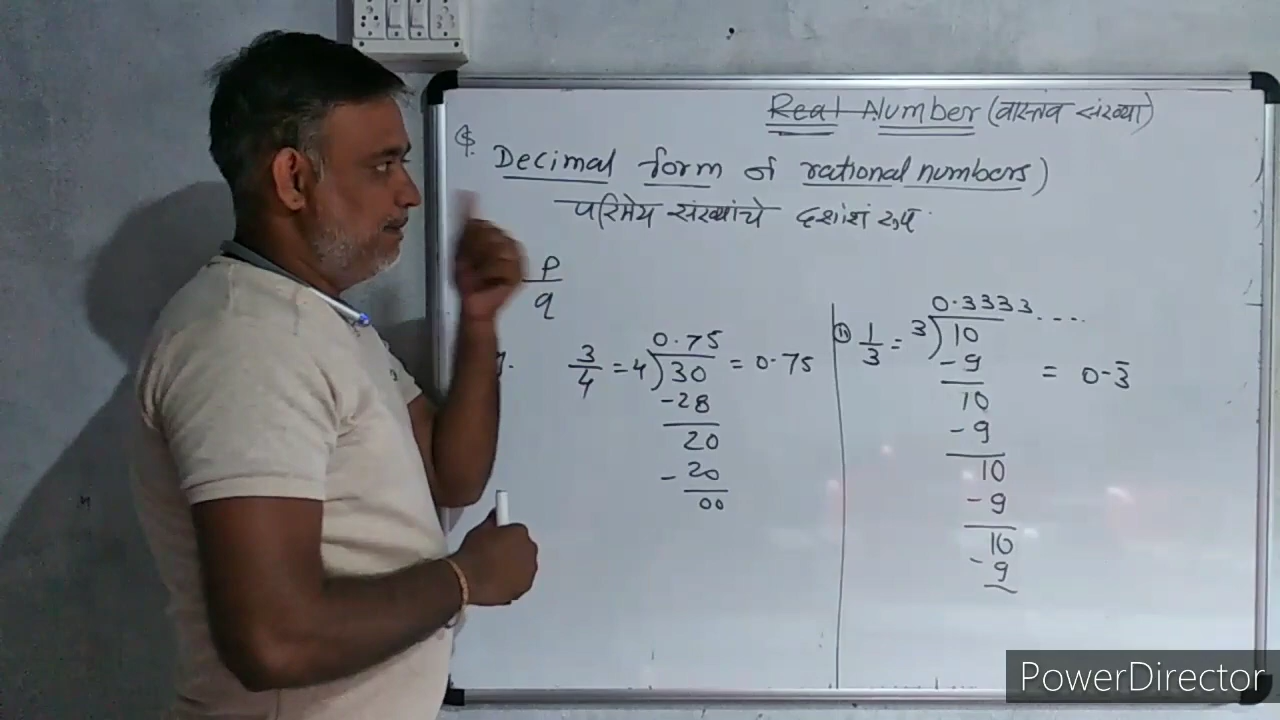 Real Number (वास्तव संख्या)
Decimal form of rational numbers)
परिमेय संख्यांचे दशांश रूप
P
q
3/4 = 4)30 = 0.75
0.75
-28
20
- 20
00
(ii) 1/3 = 3)10
0.3333....
-9
= 0.3̄
10
-9
10
-9
10
-9
PowerDirector